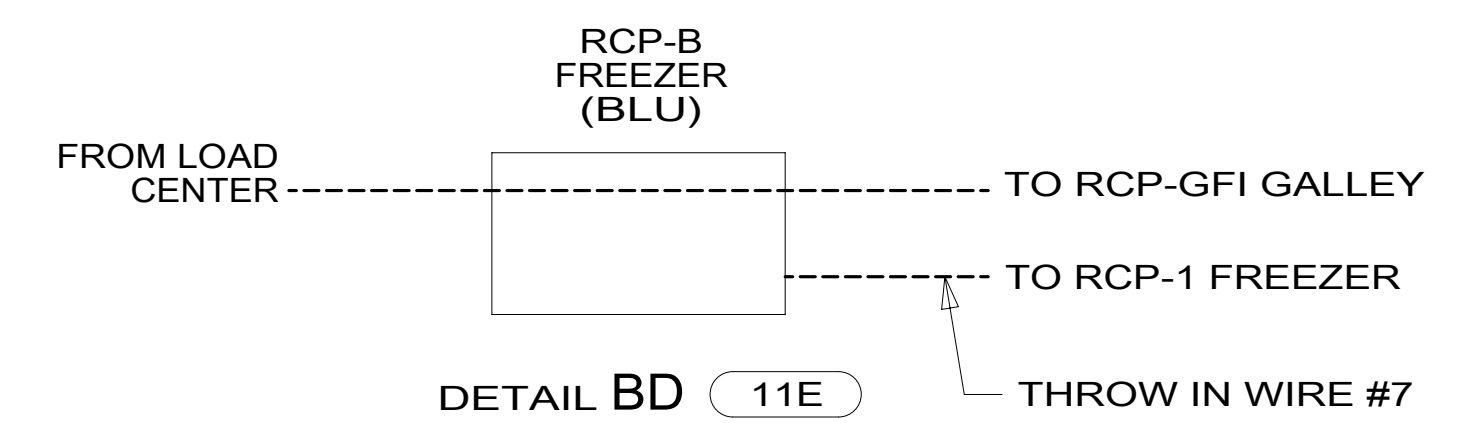 RCP-B
FREEZER
(BLU)
FROM LOAD
CENTER
TO RCP-GFI GALLEY
TO RCP-1 FREEZER
THROW IN WIRE #7
DETAIL BD 11E